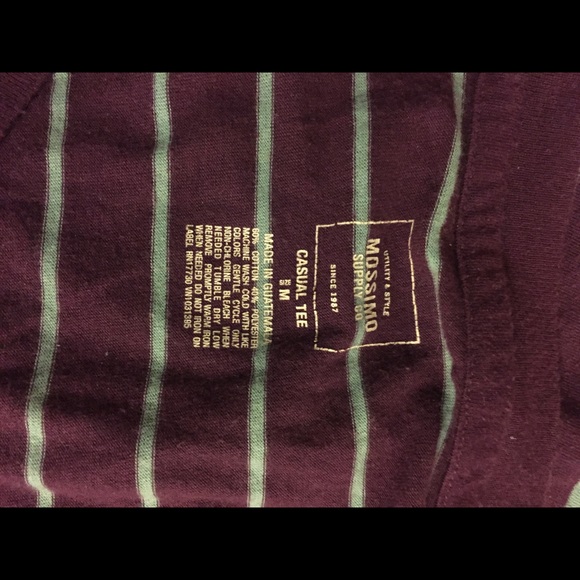 UTILITY & STYLE
MOSSIMO
SUPPLY CO
SINCE 1987
CASUAL TEE
M
MADE IN GUATEMALA
60% COTTON 40% POLYESTER
MACHINE WASH COLD WITH LIKE
COLORS GENTLE CYCLE ONLY
NON-CHLORINE BLEACH WHEN
NEEDED TUMBLE DRY LOW
REMOVE PROMPTLY WARM IRON
WHEN NEEDED DO NOT IRON ON
LABEL RN17730 VN1031385